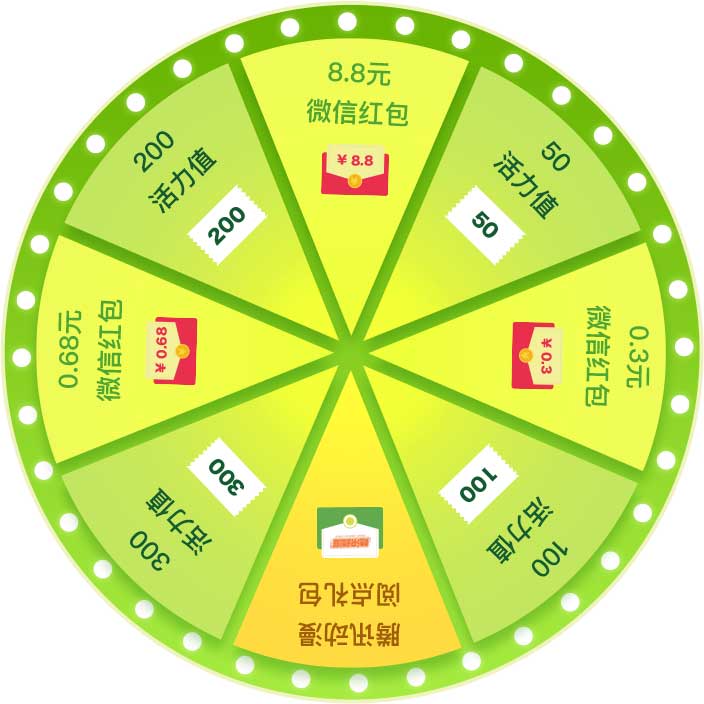 8.8元
微信红包
¥ 8.8
50
活力值
50
0.3元
微信红包
¥ 0.3
100
活力值
100
腾讯动漫
阅点礼包
300
活力值
300
0.68元
微信红包
¥ 0.68
200
活力值
200